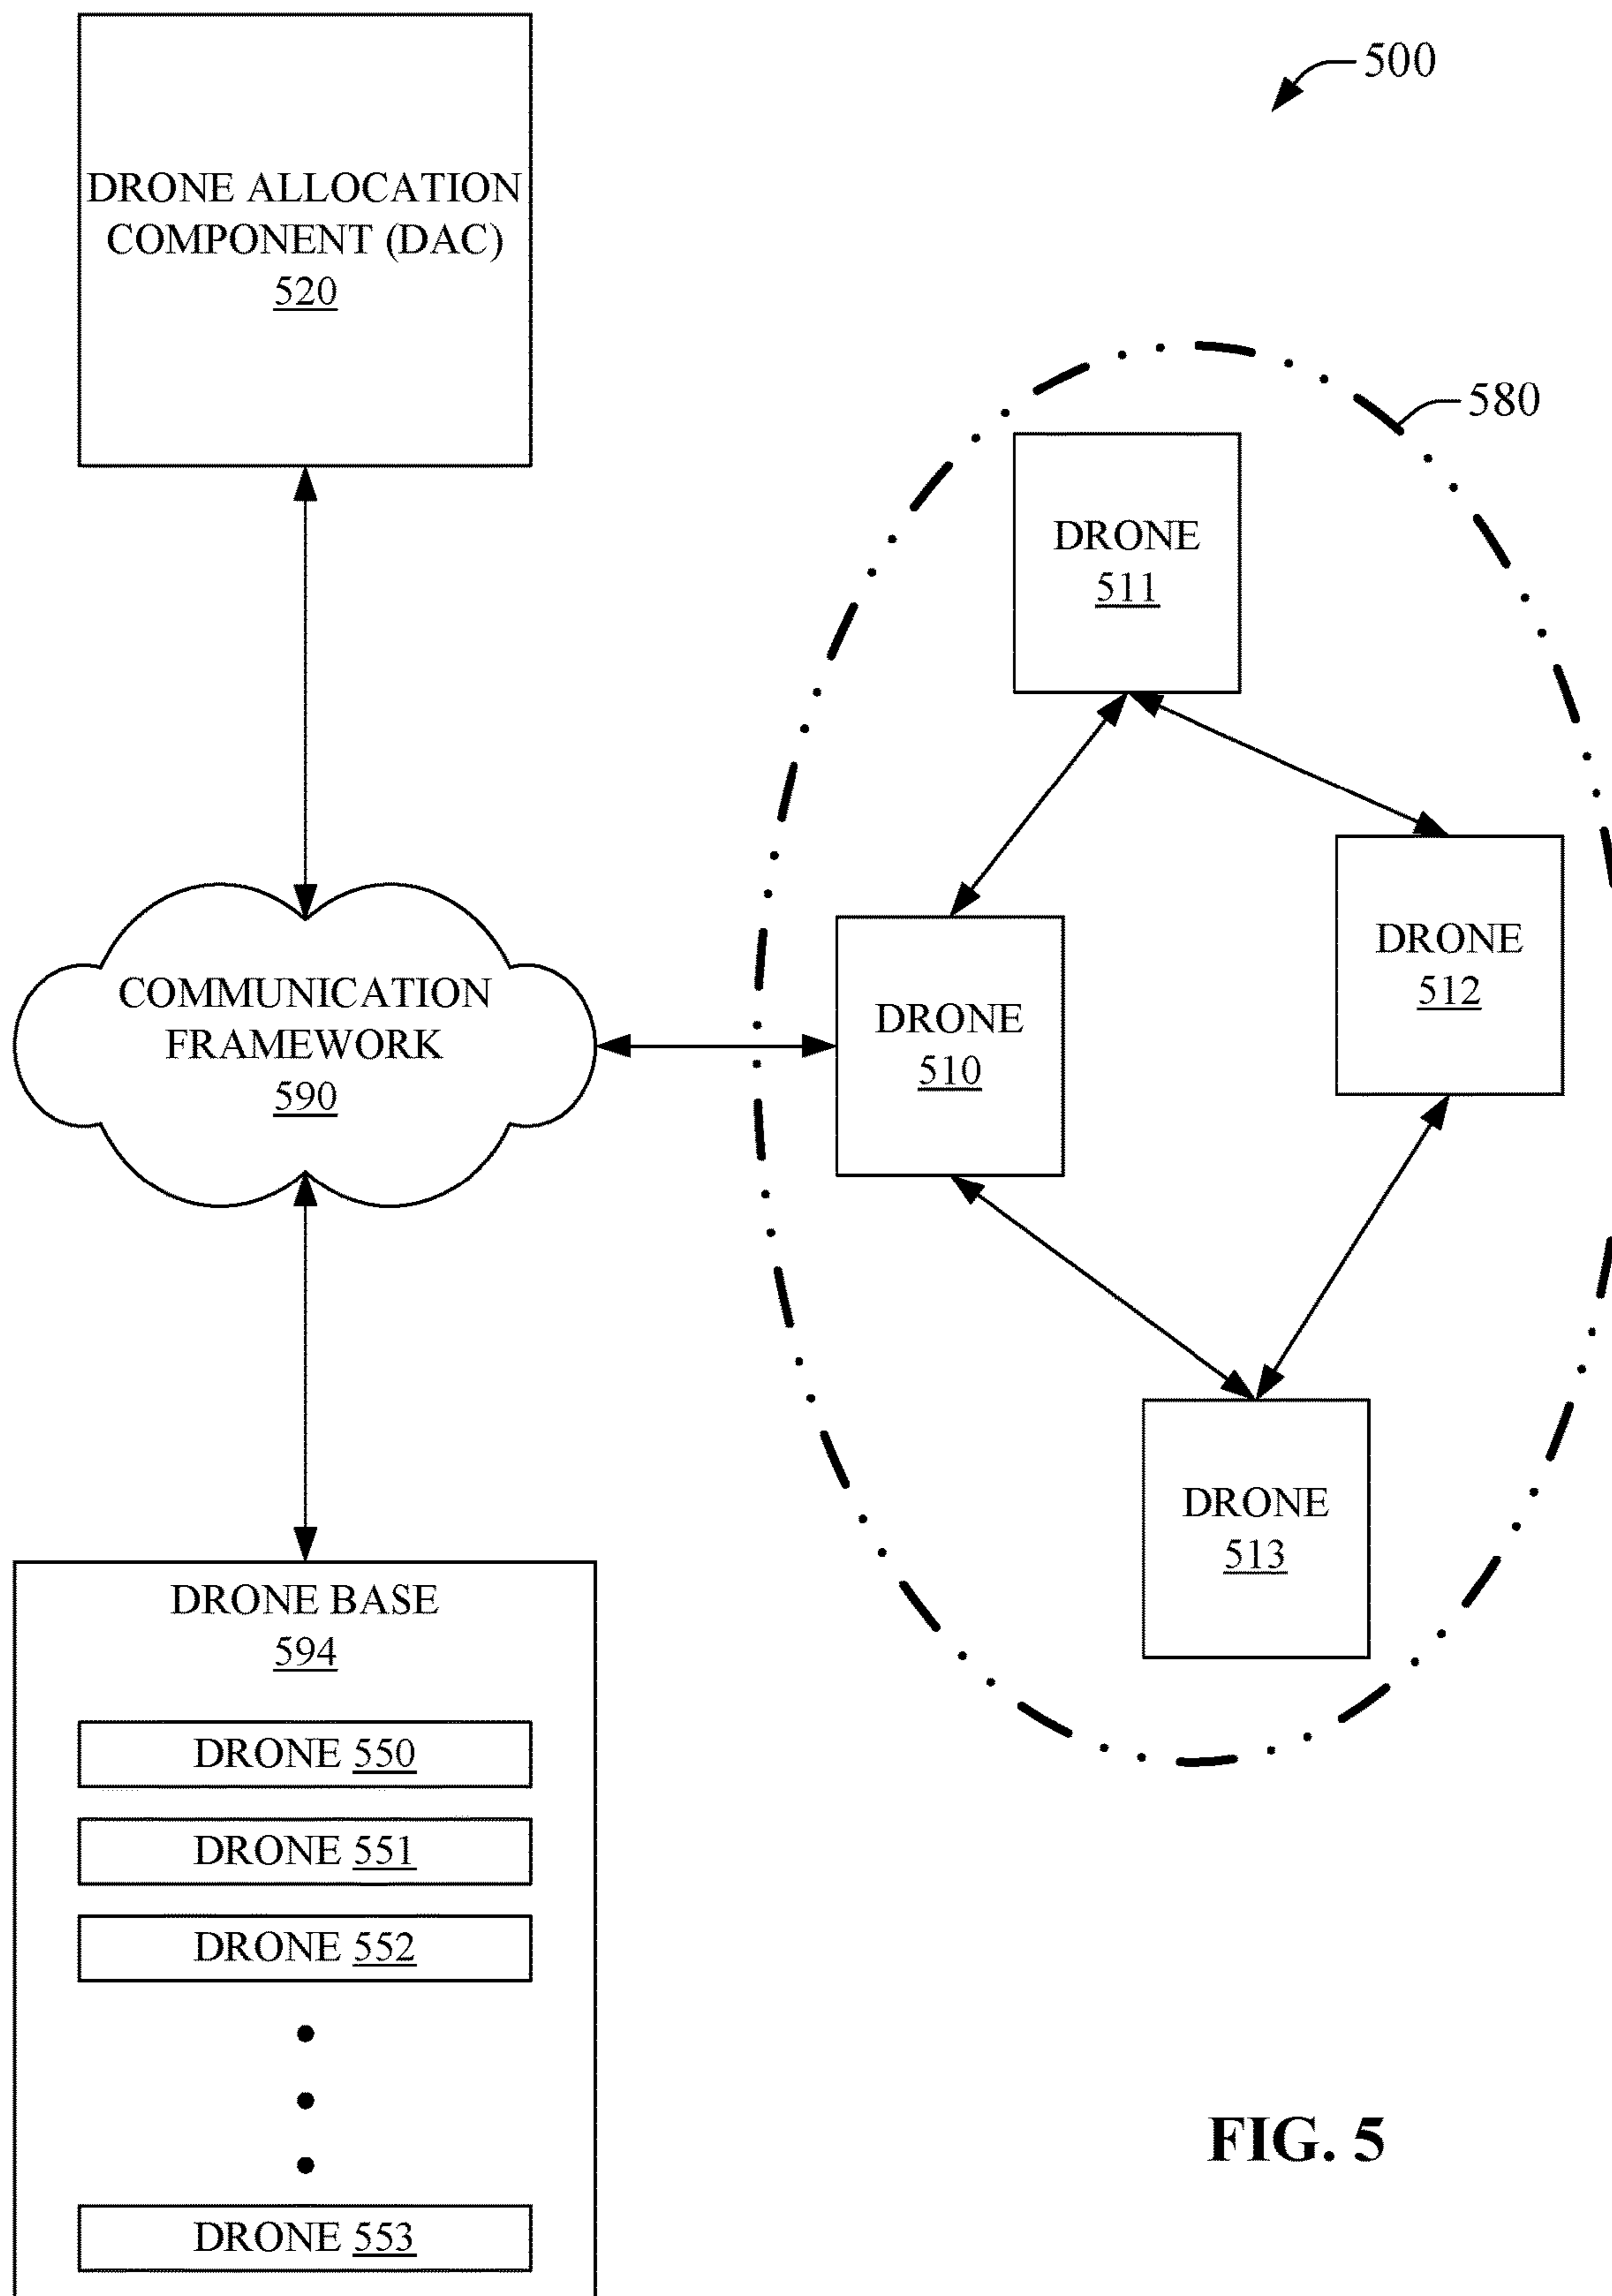 500
DRONE ALLOCATION
COMPONENT (DAC)
520
580
DRONE
511
DRONE
512
COMMUNICATION
FRAMEWORK
590
DRONE
510
DRONE
513
DRONE BASE
594
DRONE 550
DRONE 551
DRONE 552
DRONE 553
FIG. 5